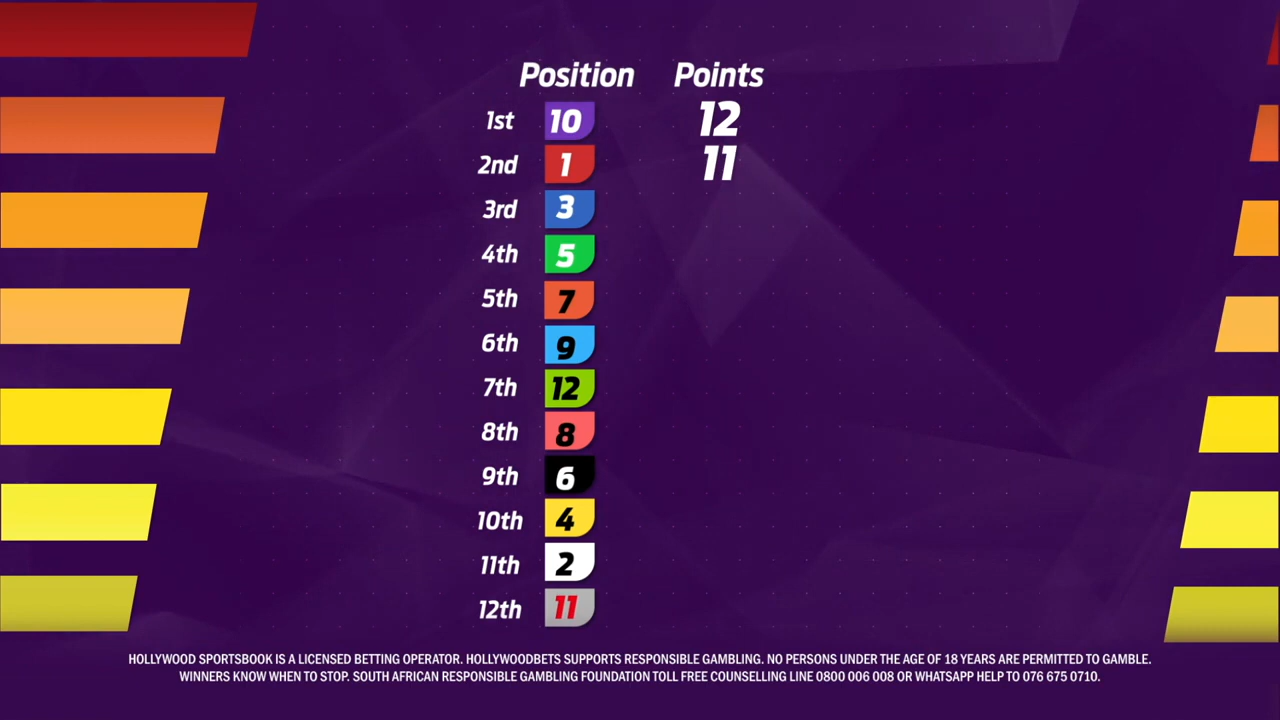 Position Points
1st 10 12
2nd 1 11
3rd 3
4th 5
5th 7
6th 9
7th 12
8th 8
9th 6
10th 4
11th 2
12th 11
HOLLYWOOD SPORTSBOOK IS A LICENSED BETTING OPERATOR. HOLLYWOODBETS SUPPORTS RESPONSIBLE GAMBLING. NO PERSONS UNDER THE AGE OF 18 YEARS ARE PERMITTED TO GAMBLE.
WINNERS KNOW WHEN TO STOP. SOUTH AFRICAN RESPONSIBLE GAMBLING FOUNDATION TOLL FREE COUNSELLING LINE 0800 006 008 OR WHATSAPP HELP TO 076 675 0710.